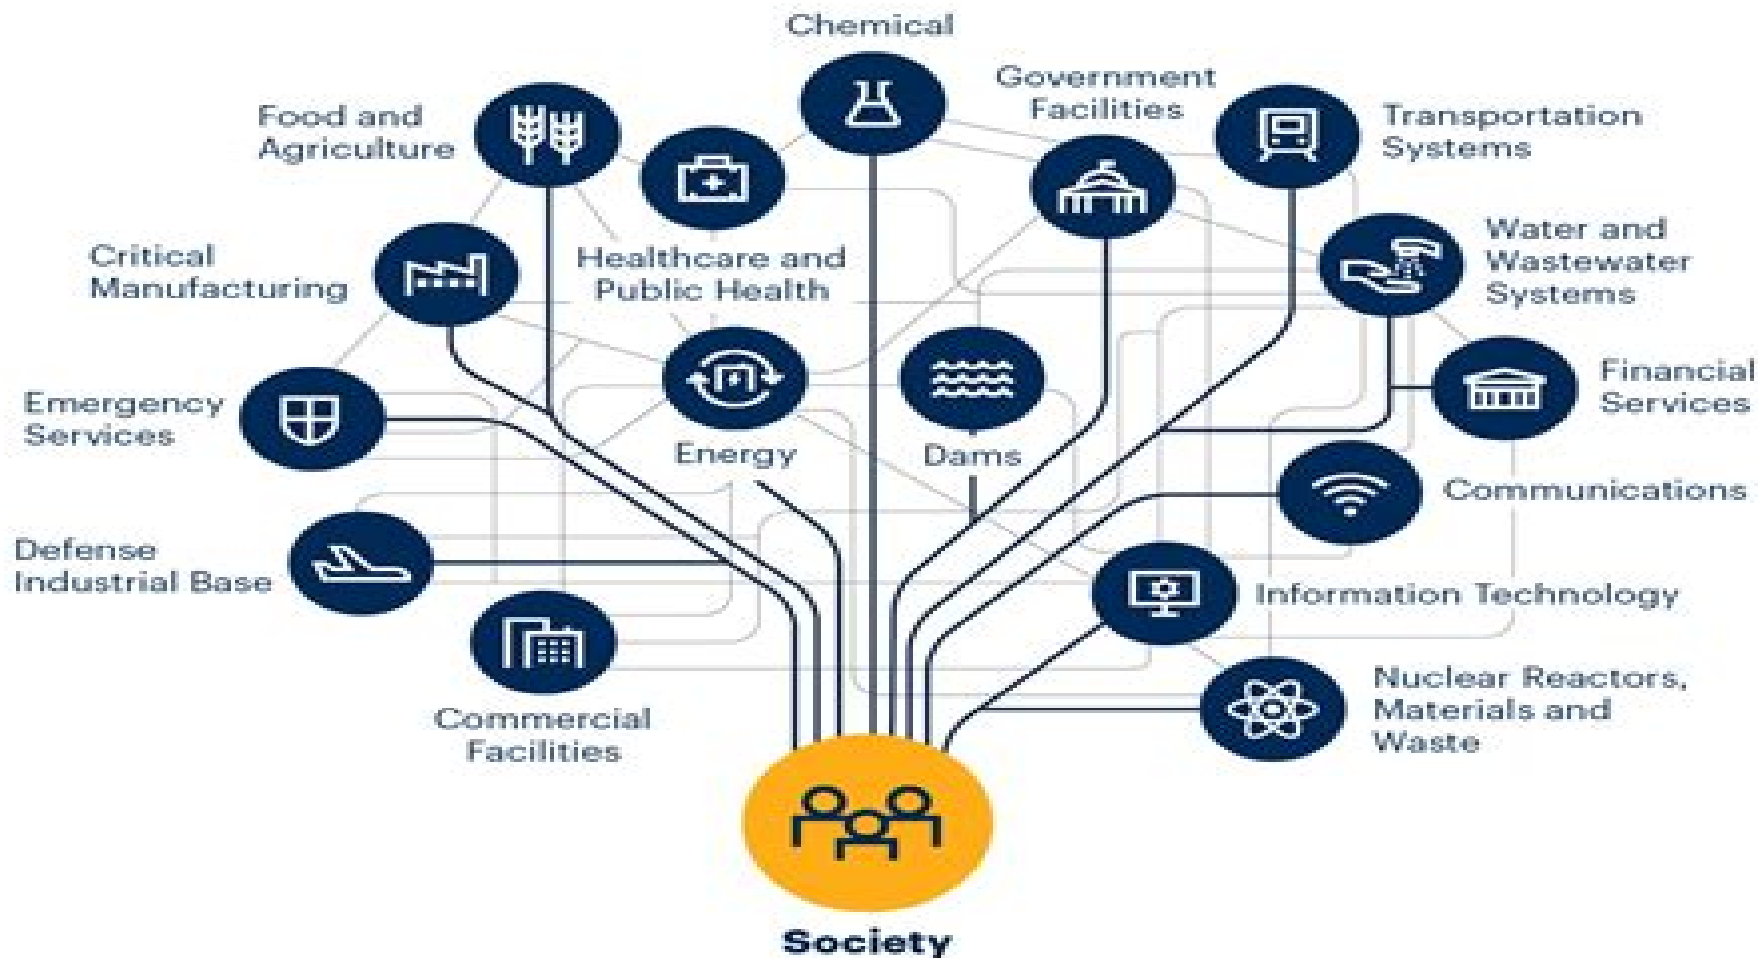 Chemical
Government
Facilities
Food and
Agriculture
Transportation
Systems
Critical
Manufacturing
Healthcare and
Public Health
Water and
Wastewater
Systems
Emergency
Services
Energy
Dams
Financial
Services
Communications
Defense
Industrial Base
Information Technology
Commercial
Facilities
Nuclear Reactors,
Materials and
Waste
Society